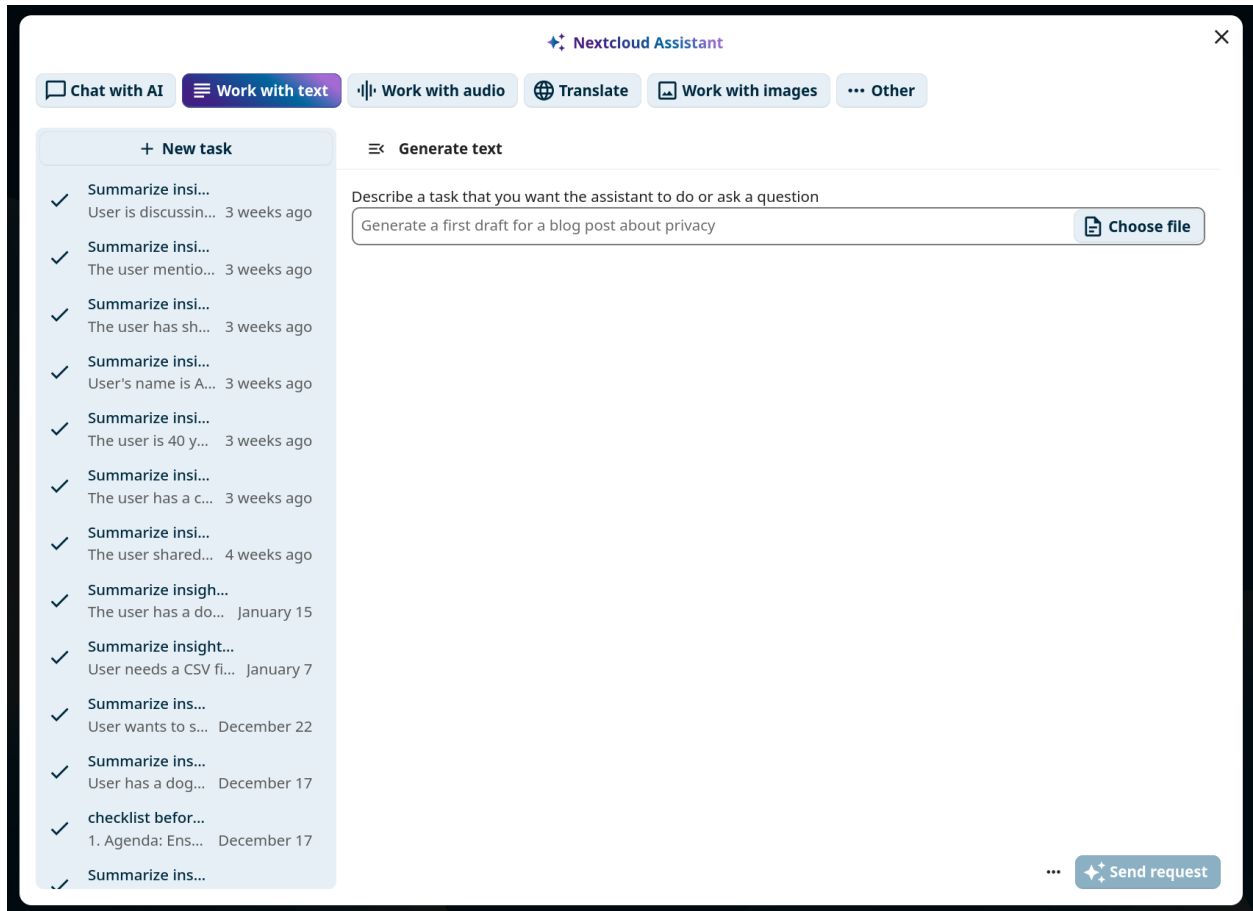 Nextcloud Assistant
Chat with AI
Work with text
Work with audio
Translate
Work with images
Other
New task
Summarize insi...
User is discussin... 3 weeks ago
Summarize insi...
The user mentio... 3 weeks ago
Summarize insi...
The user has sh... 3 weeks ago
Summarize insi...
User's name is A... 3 weeks ago
Summarize insi...
The user is 40 y... 3 weeks ago
Summarize insi...
The user has a c... 3 weeks ago
Summarize insi...
The user shared... 4 weeks ago
Summarize insigh...
The user has a do... January 15
Summarize insight...
User needs a CSV fi... January 7
Summarize ins...
User wants to s... December 22
Summarize ins...
User has a dog... December 17
checklist befor...
1. Agenda: Ens... December 17
Summarize ins...
Generate text
Describe a task that you want the assistant to do or ask a question
Generate a first draft for a blog post about privacy
Choose file
Send request